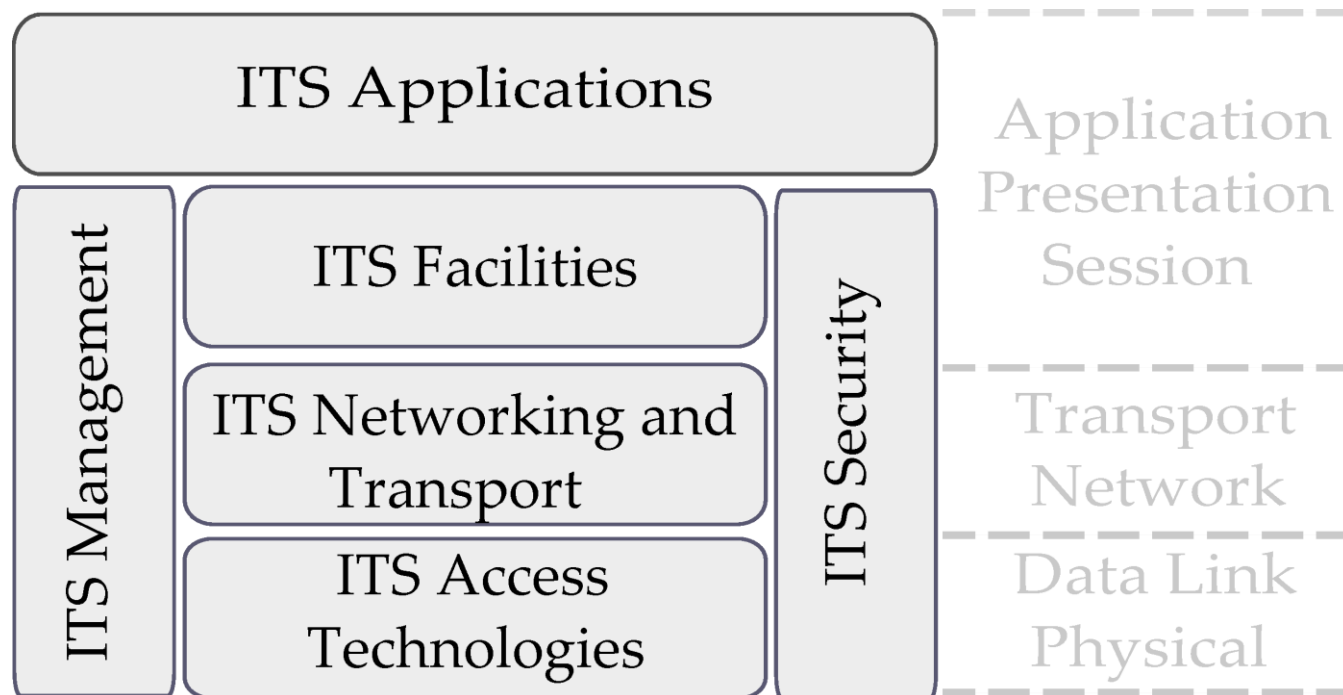 ITS Applications
ITS Management
ITS Facilities
ITS Networking and
Transport
ITS Access
Technologies
ITS Security
Application
Presentation
Session
Transport
Network
Data Link
Physical